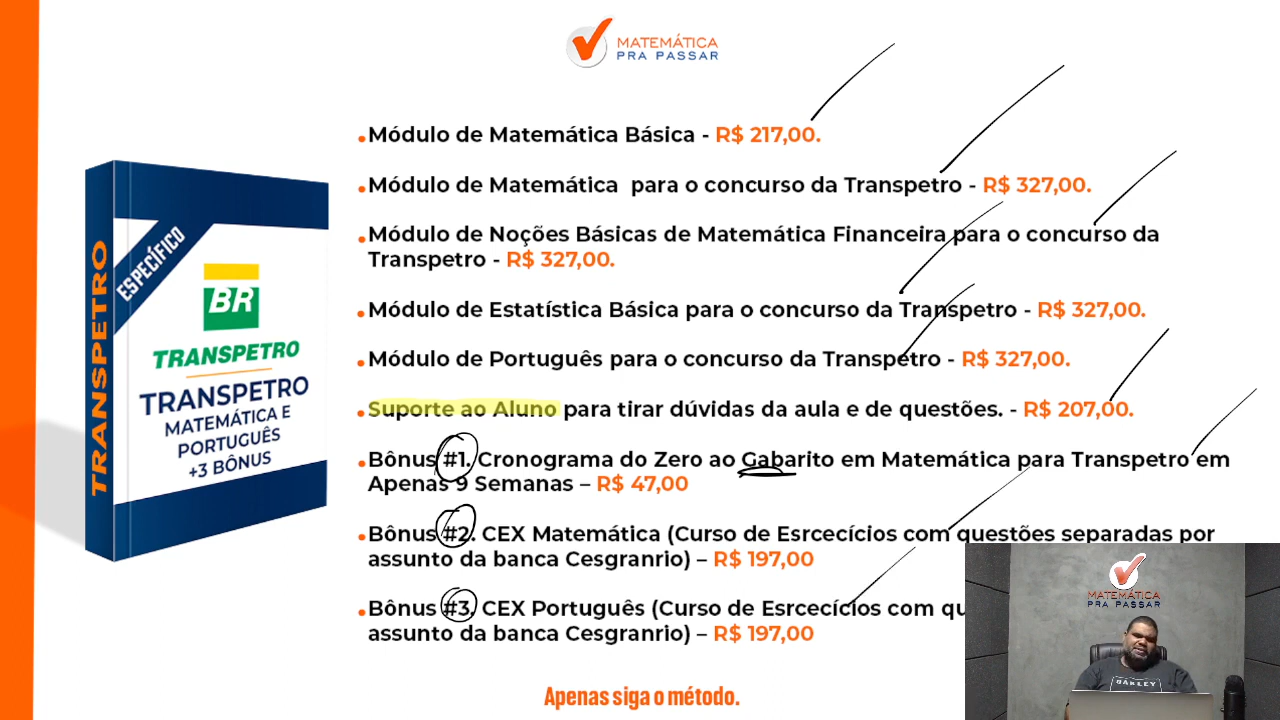 MATEMÁTICA
PRA PASSAR
•Módulo de Matemática Básica - R$ 217,00.
•Módulo de Matemática para o concurso da Transpetro - R$ 327,00.
•Módulo de Noções Básicas de Matemática Financeira para o concurso da
Transpetro - R$ 327,00.
•Módulo de Estatística Básica para o concurso da Transpetro - R$ 327,00.
•Módulo de Português para o concurso da Transpetro - R$ 327,00.
•Suporte ao Aluno para tirar dúvidas da aula e de questões. - R$ 207,00.
•Bônus #1. Cronograma do Zero ao Gabarito em Matemática para Transpetro em
Apenas 9 Semanas – R$ 47,00
•Bônus #2. CEX Matemática (Curso de Esrcecícios com questões separadas por
assunto da banca Cesgranrio) – R$ 197,00
•Bônus #3. CEX Português (Curso de Esrcecícios com qu
assunto da banca Cesgranrio) – R$ 197,00
Apenas siga o método.
TRANSPETRO
ESPECÍFICO
BR
TRANSPETRO
TRANSPETRO
MATEMÁTICA E
PORTUGUÊS
+3 BÔNUS
MATEMÁTICA
PRA PASSAR
OAKLEY